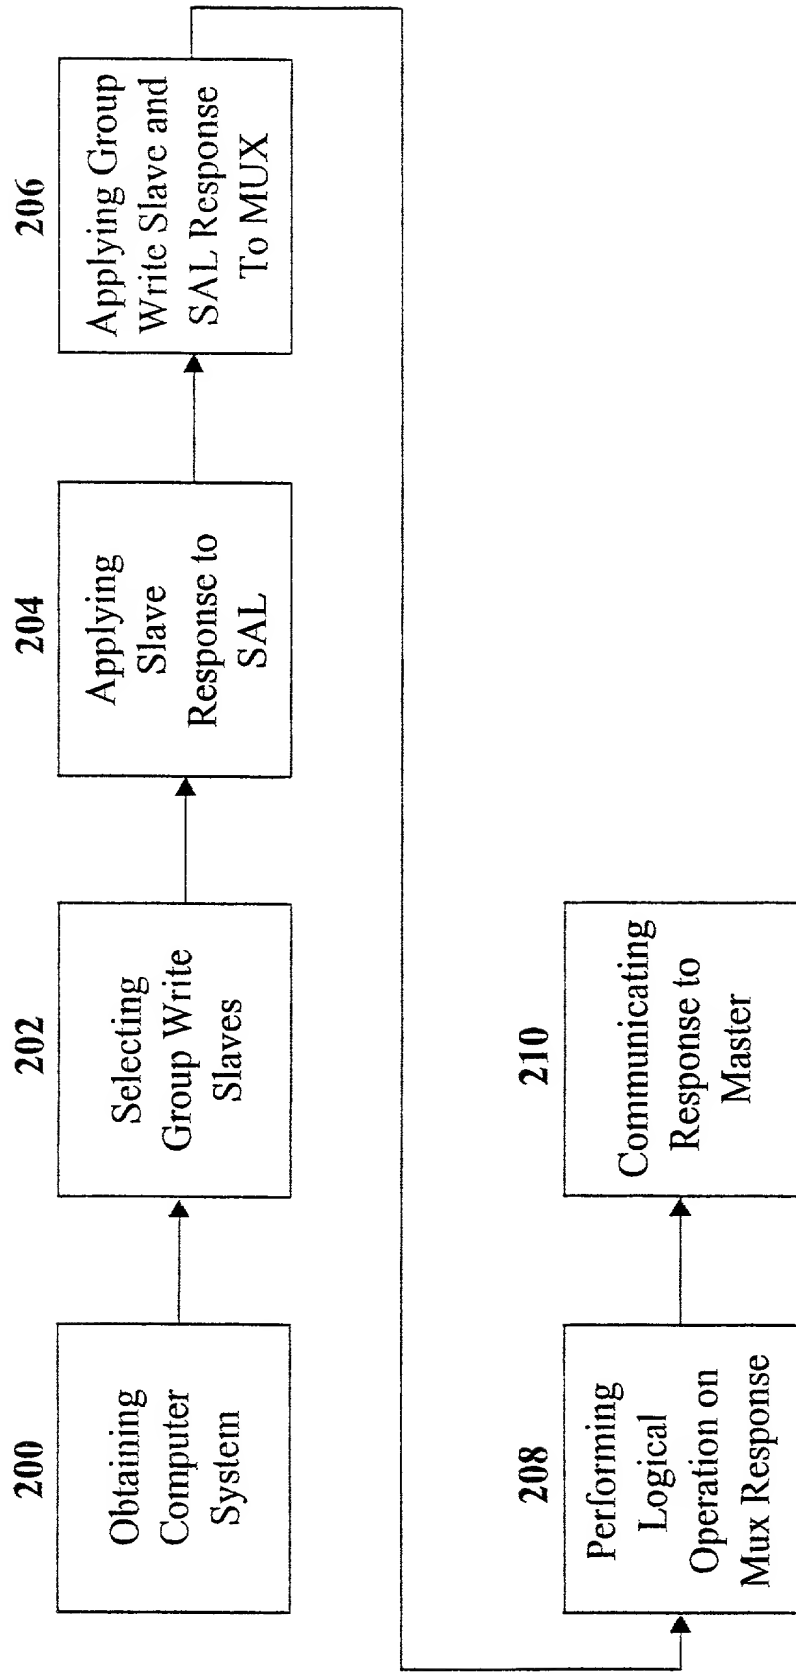 200
Obtaining
Computer
System
202
Selecting
Group Write
Slaves
204
Applying
Slave
Response to
SAL
206
Applying Group
Write Slave and
SAL Response
To MUX
208
Performing
Logical
Operation on
Mux Response
210
Communicating
Response to
Master